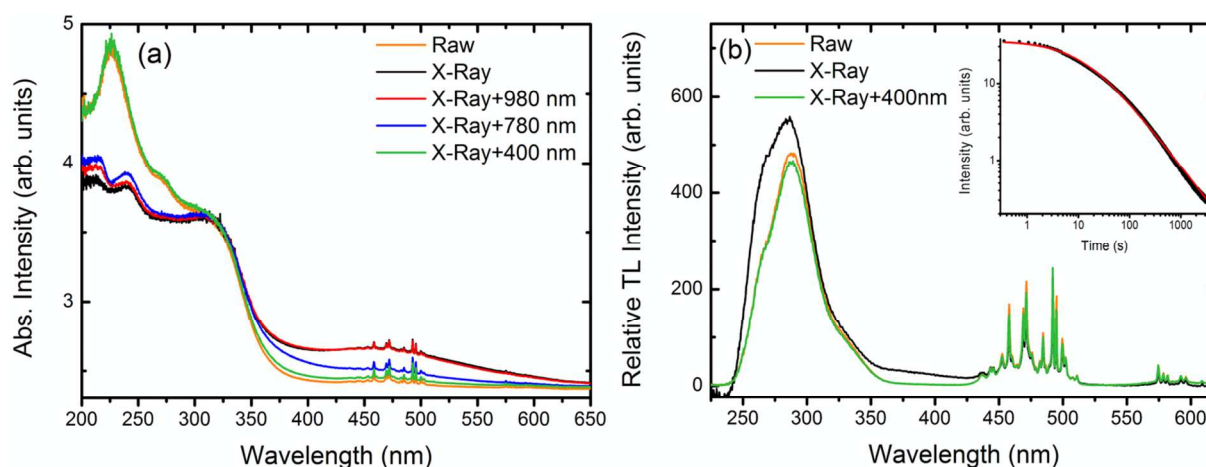 5
4
3
Abs. Intensity (arb. units)
(a)
Raw
X-Ray
X-Ray+980 nm
X-Ray+780 nm
X-Ray+400 nm
200 250 300 350 400 450 500 550 600 650
Wavelength (nm)
600
450
300
150
0
Relative TL Intensity (arb. units)
(b)
Raw
X-Ray
X-Ray+400nm
250 300 350 400 450 500 550 600
Wavelength (nm)
10
1
Intensity (arb. units)
1 10 100 1000
Time (s)